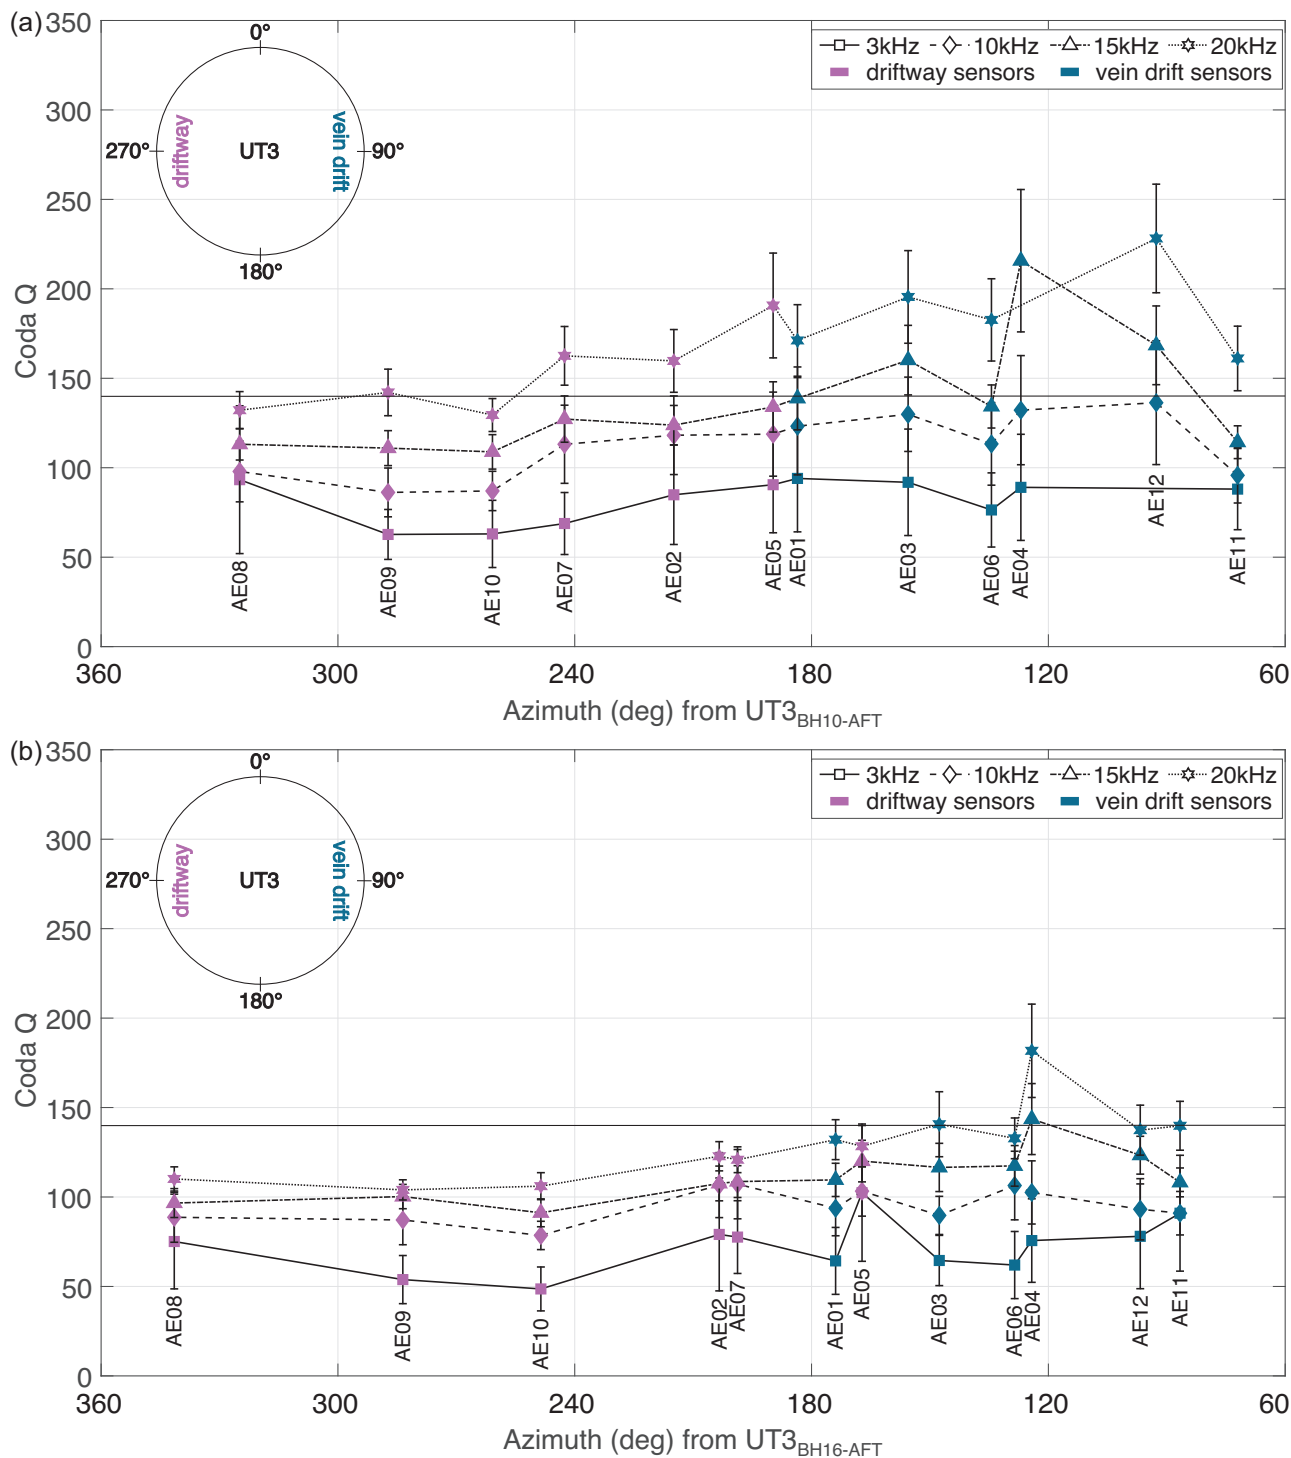 (a)
350
300
250
200
150
100
50
0
Coda Q
0°
270°
driftway
UT3
vein drift
90°
180°
3kHz 10kHz 15kHz 20kHz
driftway sensors vein drift sensors
AE08
AE09
AE10
AE07
AE02
AE05
AE01
AE03
AE06
AE04
AE12
AE11
360 300 240 180 120 60
Azimuth (deg) from UT3BH10-AFT
(b)
350
300
250
200
150
100
50
0
Coda Q
0°
270°
driftway
UT3
vein drift
90°
180°
3kHz 10kHz 15kHz 20kHz
driftway sensors vein drift sensors
AE08
AE09
AE10
AE02
AE07
AE01
AE05
AE03
AE06
AE04
AE12
AE11
360 300 240 180 120 60
Azimuth (deg) from UT3BH16-AFT